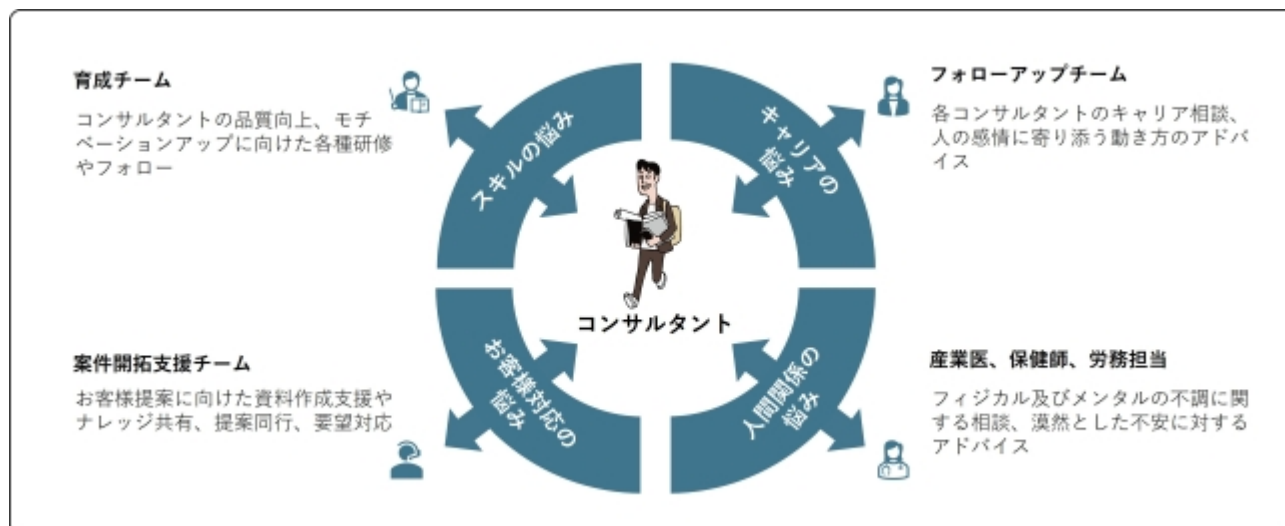 育成チーム
コンサルタントの品質向上、モチ
ベーションアップに向けた各種研修
やフォロー
スキルの悩み
キャリアの
悩み
フォローアップチーム
各コンサルタントのキャリア相談、
人の感情に寄り添う動き方のアドバ
イス
コンサルタント
案件開拓支援チーム
お客様提案に向けた資料作成支援や
ナレッジ共有、提案同行、要望対応
お客様対応の
悩み
人間関係の
悩み
産業医、保健師、労務担当
フィジカル及びメンタルの不調に関
する相談、漠然とした不安に対する
アドバイス